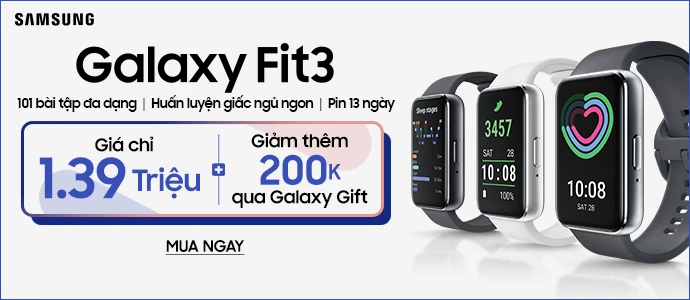 SAMSUNG
Galaxy Fit3
101 bài tập đa dạng | Huấn luyện giấc ngủ ngon | Pin 13 ngày
Giá chỉ
1.39 Triệu
+
Giảm thêm
200K
qua Galaxy Gift
MUA NGAY
Sleep stages
3457
SAT 28
10:08
100%
10:08
SAT 28